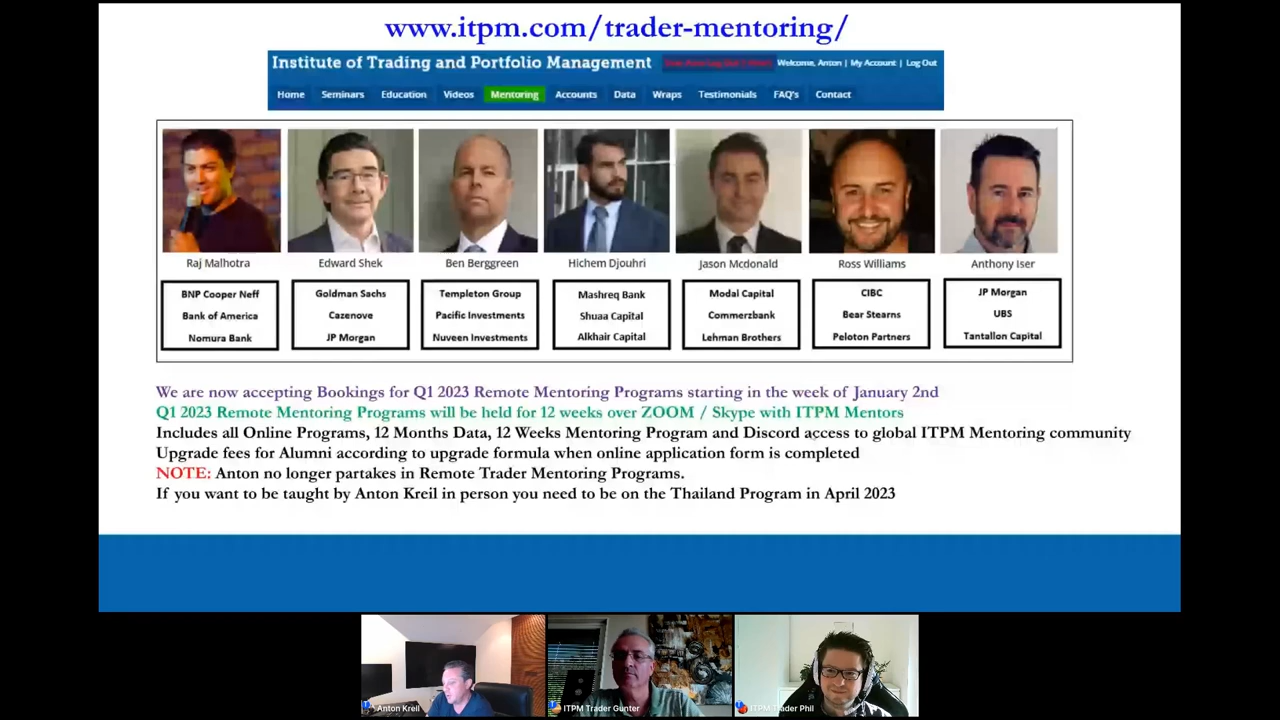 www.itpm.com/trader-mentoring/
Institute of Trading and Portfolio Management
Welcome, Anton | My Account | Log Out
Home Seminars Education Videos Mentoring Accounts Data Wraps Testimonials FAQ's Contact
Raj Malhotra Edward Shek Ben Berggreen Hichem Djouhri Jason Mcdonald Ross Williams Anthony Iser
BNP Cooper Neff Goldman Sachs Templeton Group Mashreq Bank Modal Capital CIBC JP Morgan
Bank of America Cazenove Pacific Investments Shuaa Capital Commerzbank Bear Stearns UBS
Nomura Bank JP Morgan Nuveen Investments Alkhair Capital Lehman Brothers Peloton Partners Tantallon Capital
We are now accepting Bookings for Q1 2023 Remote Mentoring Programs starting in the week of January 2nd
Q1 2023 Remote Mentoring Programs will be held for 12 weeks over ZOOM / Skype with ITPM Mentors
Includes all Online Programs, 12 Months Data, 12 Weeks Mentoring Program and Discord access to global ITPM Mentoring community
Upgrade fees for Alumni according to upgrade formula when online application form is completed
NOTE: Anton no longer partakes in Remote Trader Mentoring Programs.
If you want to be taught by Anton Kreil in person you need to be on the Thailand Program in April 2023
Anton Kreil ITPM Trader Gunter ITPM Trader Phil